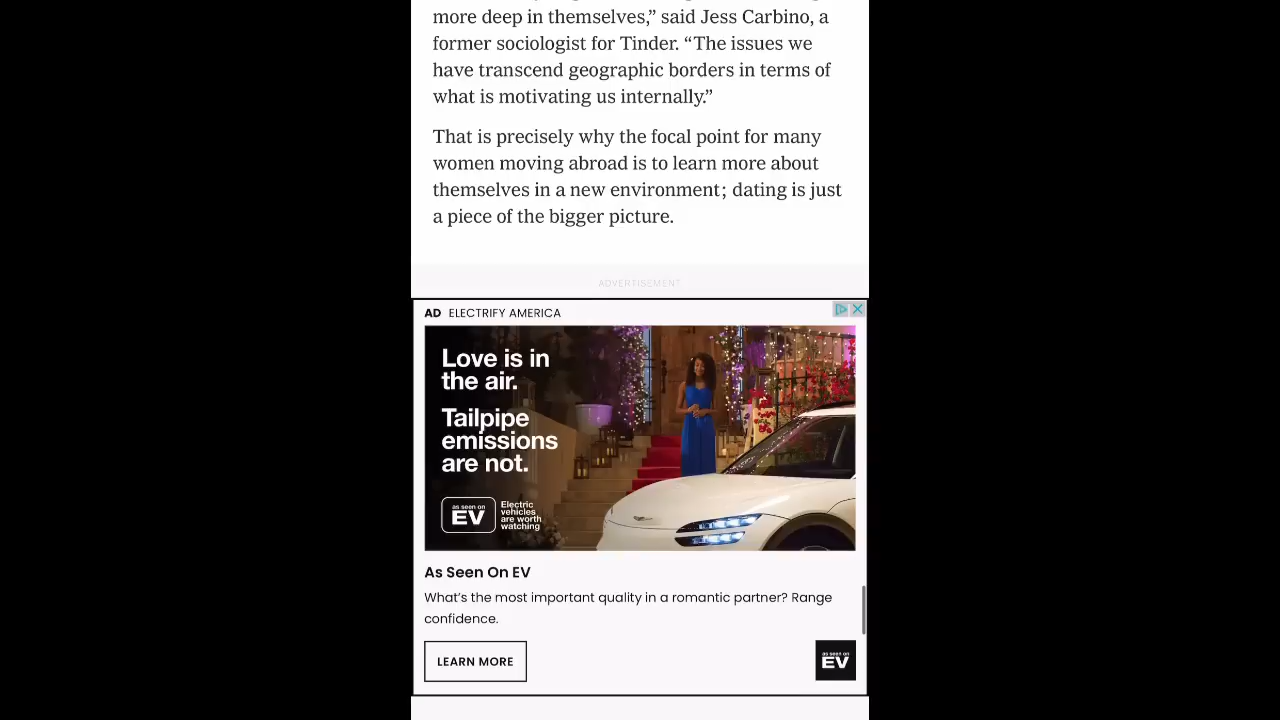 more deep in themselves,” said Jess Carbino, a
former sociologist for Tinder. “The issues we
have transcend geographic borders in terms of
what is motivating us internally.”
That is precisely why the focal point for many
women moving abroad is to learn more about
themselves in a new environment; dating is just
a piece of the bigger picture.
ADVERTISEMENT
AD ELECTRIFY AMERICA
Love is in
the air.
Tailpipe
emissions
are not.
as seen on
EV
Electric
vehicles
are worth
watching
As Seen On EV
What’s the most important quality in a romantic partner? Range
confidence.
LEARN MORE
as seen on
EV